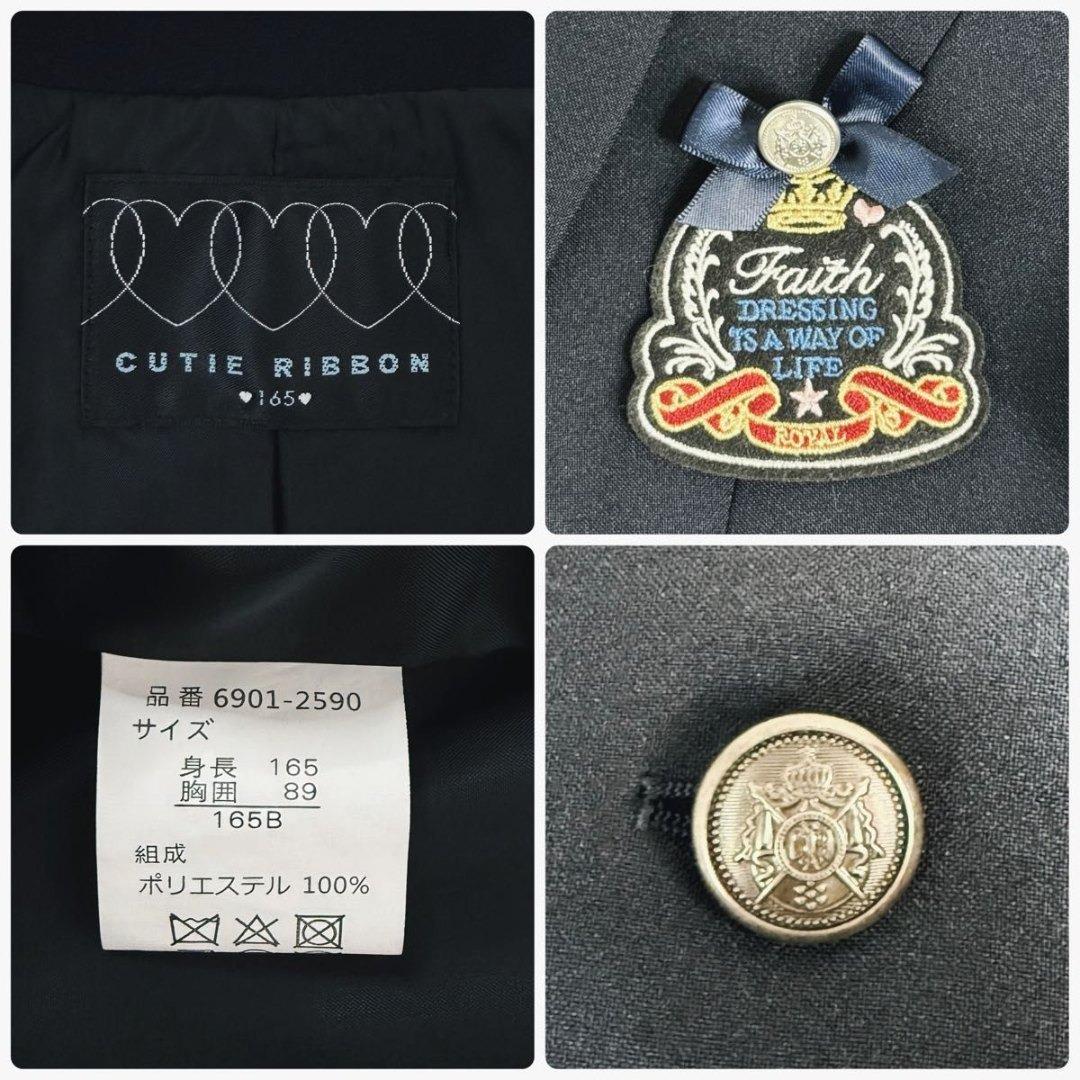 CUTIE RIBBON
♥165♥
Faith
DRESSING
IS A WAY OF
LIFE
ROYAL
品番 6901-2590
サイズ
身長 165
胸囲 89
165B
組成
ポリエステル 100%